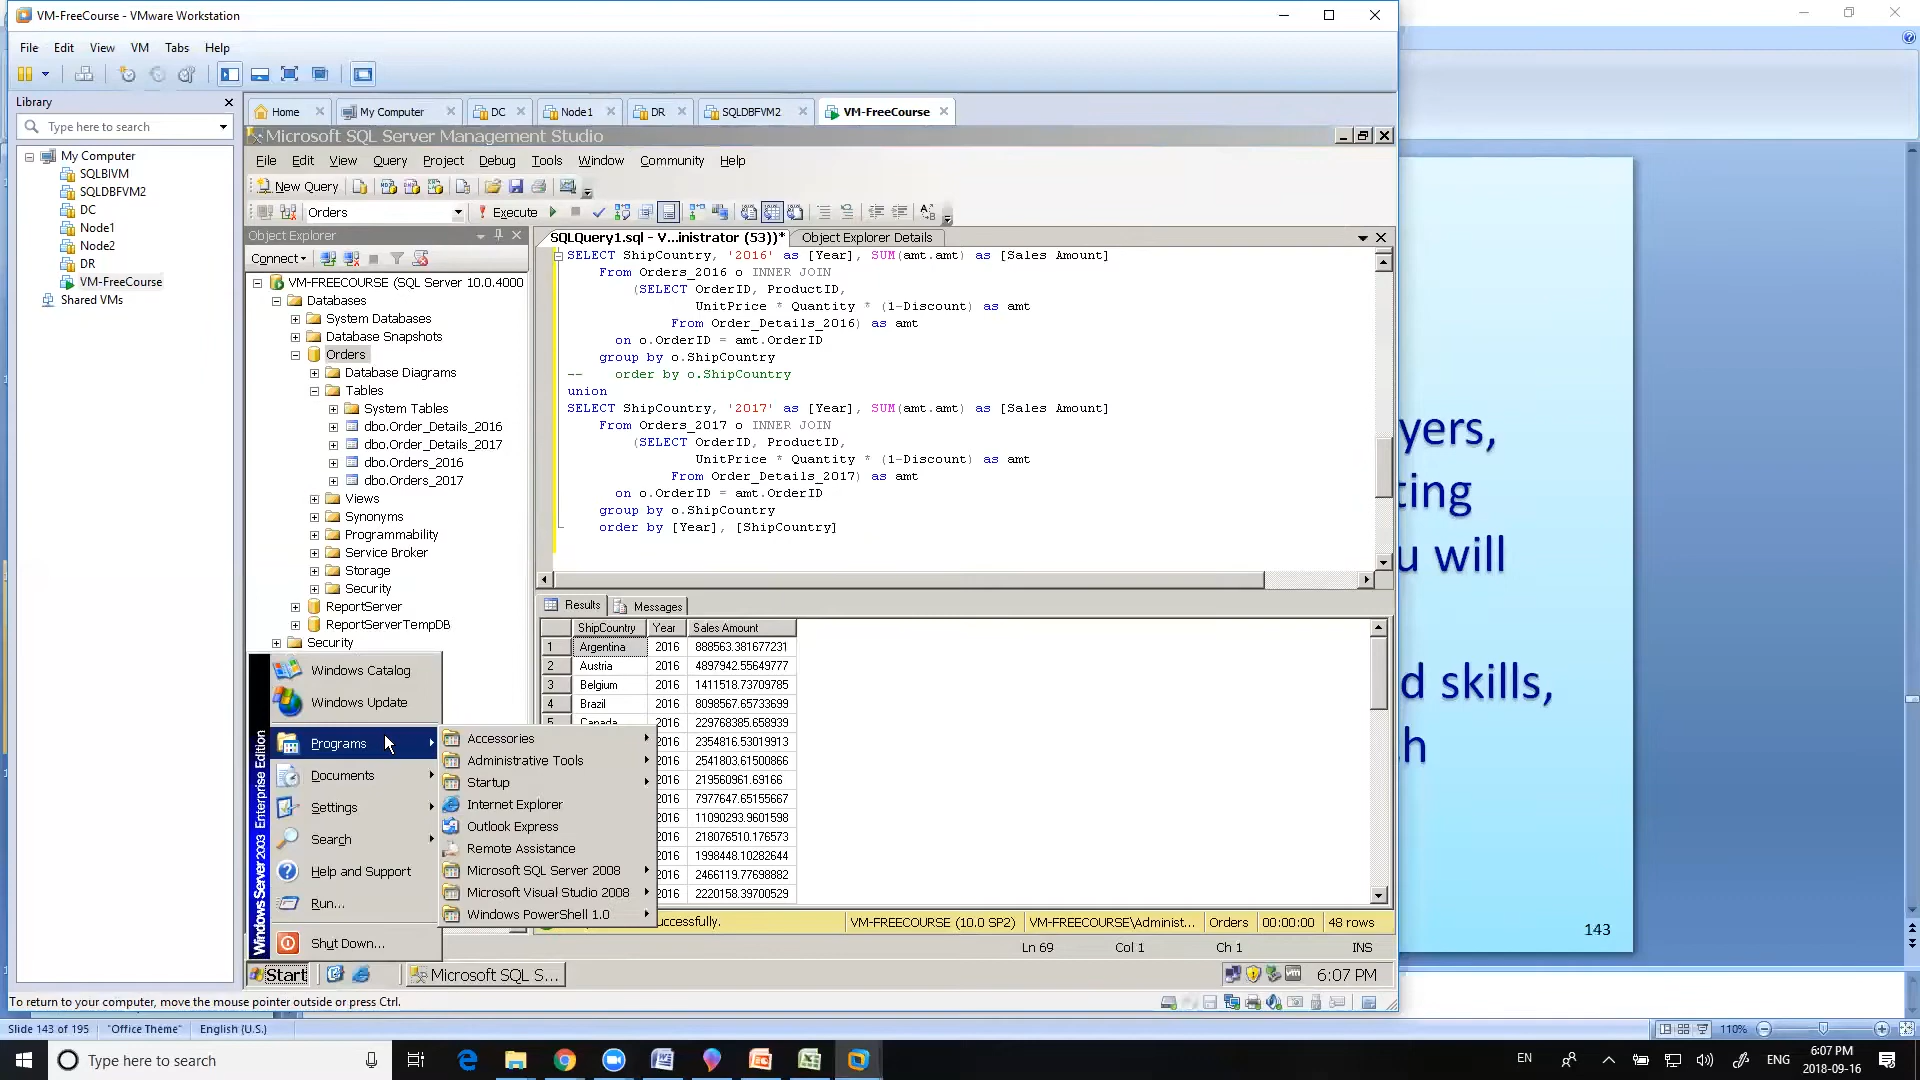 VM-FreeCourse - VMware Workstation
File Edit View VM Tabs Help
Library
Type here to search
My Computer
SQLBIVM
SQLDBFVM2
DC
Node1
Node2
DR
VM-FreeCourse
Shared VMs
Home My Computer DC Node1 DR SQLDBFVM2 VM-FreeCourse
Microsoft SQL Server Management Studio
File Edit View Query Project Debug Tools Window Community Help
New Query
Orders Execute
Object Explorer
Connect
VM-FREECOURSE (SQL Server 10.0.4000
Databases
System Databases
Database Snapshots
Orders
Database Diagrams
Tables
System Tables
dbo.Order_Details_2016
dbo.Order_Details_2017
dbo.Orders_2016
dbo.Orders_2017
Views
Synonyms
Programmability
Service Broker
Storage
Security
ReportServer
ReportServerTempDB
Security
SQLQuery1.sql - V...inistrator (53))* Object Explorer Details
SELECT ShipCountry, '2016' as [Year], SUM(amt.amt) as [Sales Amount]
From Orders_2016 o INNER JOIN
(SELECT OrderID, ProductID,
UnitPrice * Quantity * (1-Discount) as amt
From Order_Details_2016) as amt
on o.OrderID = amt.OrderID
group by o.ShipCountry
-- order by o.ShipCountry
union
SELECT ShipCountry, '2017' as [Year], SUM(amt.amt) as [Sales Amount]
From Orders_2017 o INNER JOIN
(SELECT OrderID, ProductID,
UnitPrice * Quantity * (1-Discount) as amt
From Order_Details_2017) as amt
on o.OrderID = amt.OrderID
group by o.ShipCountry
order by [Year], [ShipCountry]
Results Messages
ShipCountry Year Sales Amount
1 Argentina 2016 888563.381677231
2 Austria 2016 4897942.55649777
3 Belgium 2016 1411518.73709785
4 Brazil 2016 8098567.65733699
5 Canada 2016 229768385.658939
2016 2354816.53019913
2016 2541803.61500866
2016 219560961.69166
2016 7977647.65155667
2016 11090293.9601598
2016 218076510.176573
2016 1998448.10282644
2016 2466119.77698882
2016 2220158.39700529
Windows Server 2003 Enterprise Edition
Windows Catalog
Windows Update
Programs
Documents
Settings
Search
Help and Support
Run...
Shut Down...
Accessories
Administrative Tools
Startup
Internet Explorer
Outlook Express
Remote Assistance
Microsoft SQL Server 2008
Microsoft Visual Studio 2008
Windows PowerShell 1.0
uccessfully. VM-FREECOURSE (10.0 SP2) VM-FREECOURSE\Administ... Orders 00:00:00 48 rows
Ln 69 Col 1 Ch 1 INS
Start Microsoft SQL S... 6:07 PM
To return to your computer, move the mouse pointer outside or press Ctrl.
yers,
ting
u will
d skills,
h
143
Slide 143 of 195 "Office Theme" English (U.S.) 110%
Type here to search
EN ENG 6:07 PM
2018-09-16